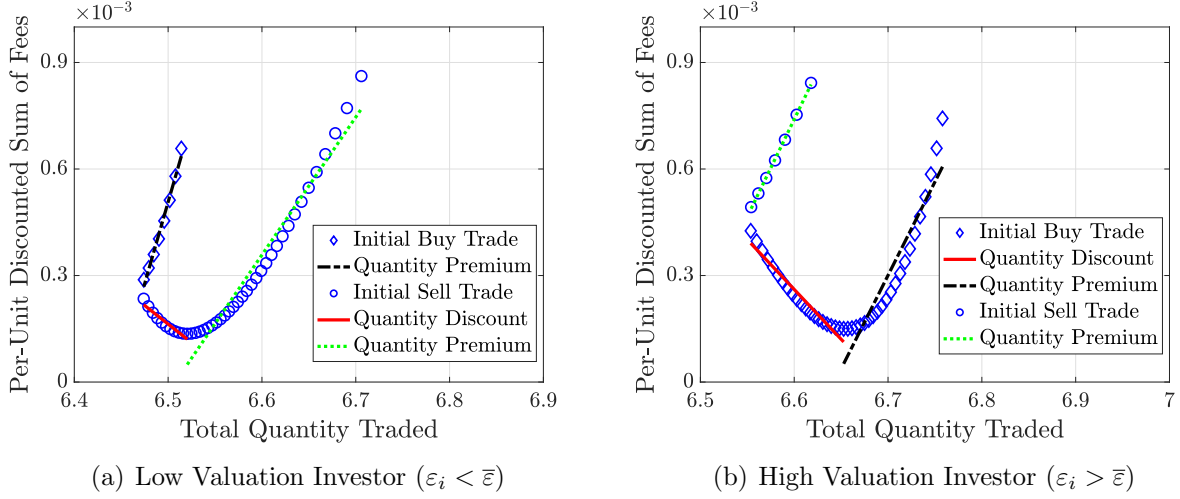 ×10⁻³
Per-Unit Discounted Sum of Fees
0.9
0.6
0.3
0
6.4
6.5
6.6
6.7
6.8
6.9
Total Quantity Traded
Initial Buy Trade
Quantity Premium
Initial Sell Trade
Quantity Discount
Quantity Premium
(a) Low Valuation Investor (εᵢ < ε̅)
×10⁻³
Per-Unit Discounted Sum of Fees
0.9
0.6
0.3
0
6.5
6.6
6.7
6.8
6.9
7
Total Quantity Traded
Initial Buy Trade
Quantity Discount
Quantity Premium
Initial Sell Trade
Quantity Premium
(b) High Valuation Investor (εᵢ > ε̅)